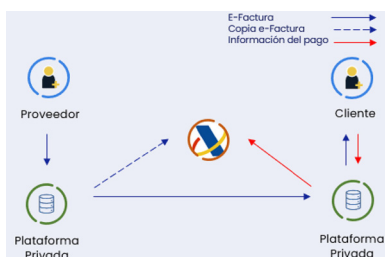 E-Factura
Copia e-Factura
Información del pago
Proveedor
Cliente
Plataforma
Privada
Plataforma
Privada